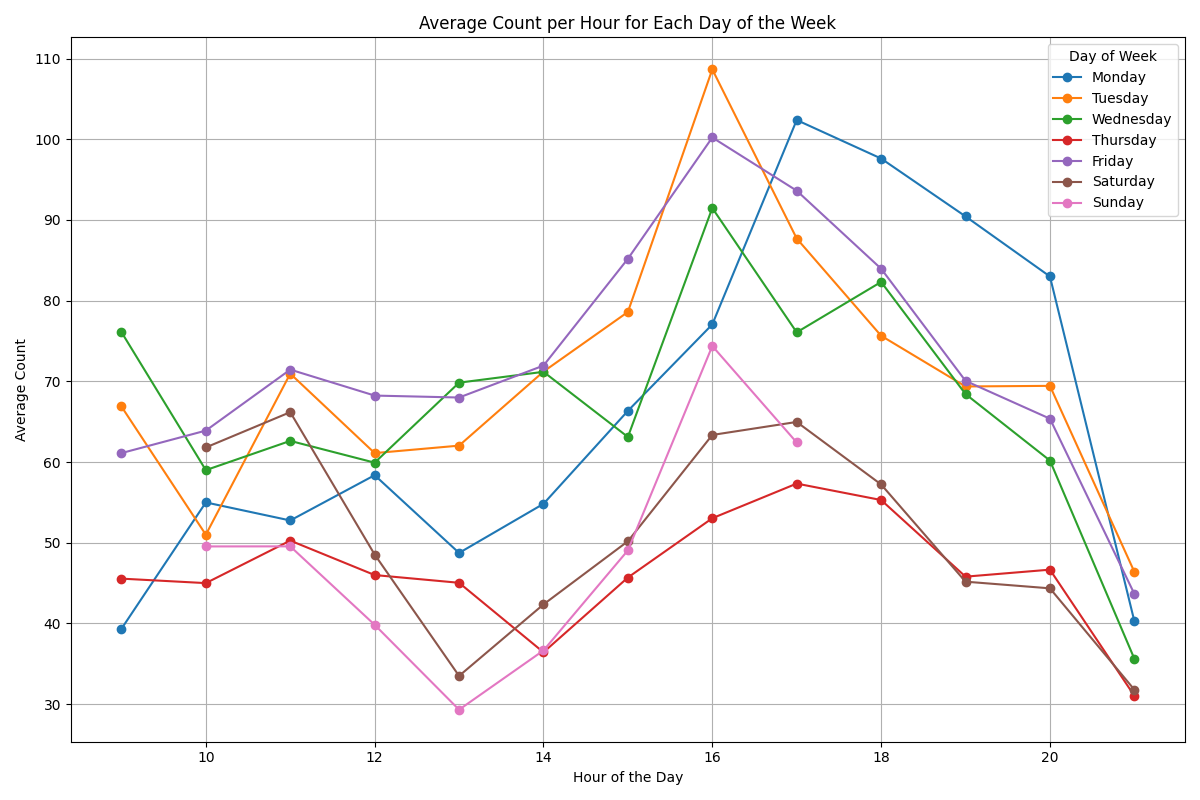 Average Count per Hour for Each Day of the Week
Average Count
110
100
90
80
70
60
50
40
30
Day of Week
Monday
Tuesday
Wednesday
Thursday
Friday
Saturday
Sunday
10 12 14 16 18 20
Hour of the Day